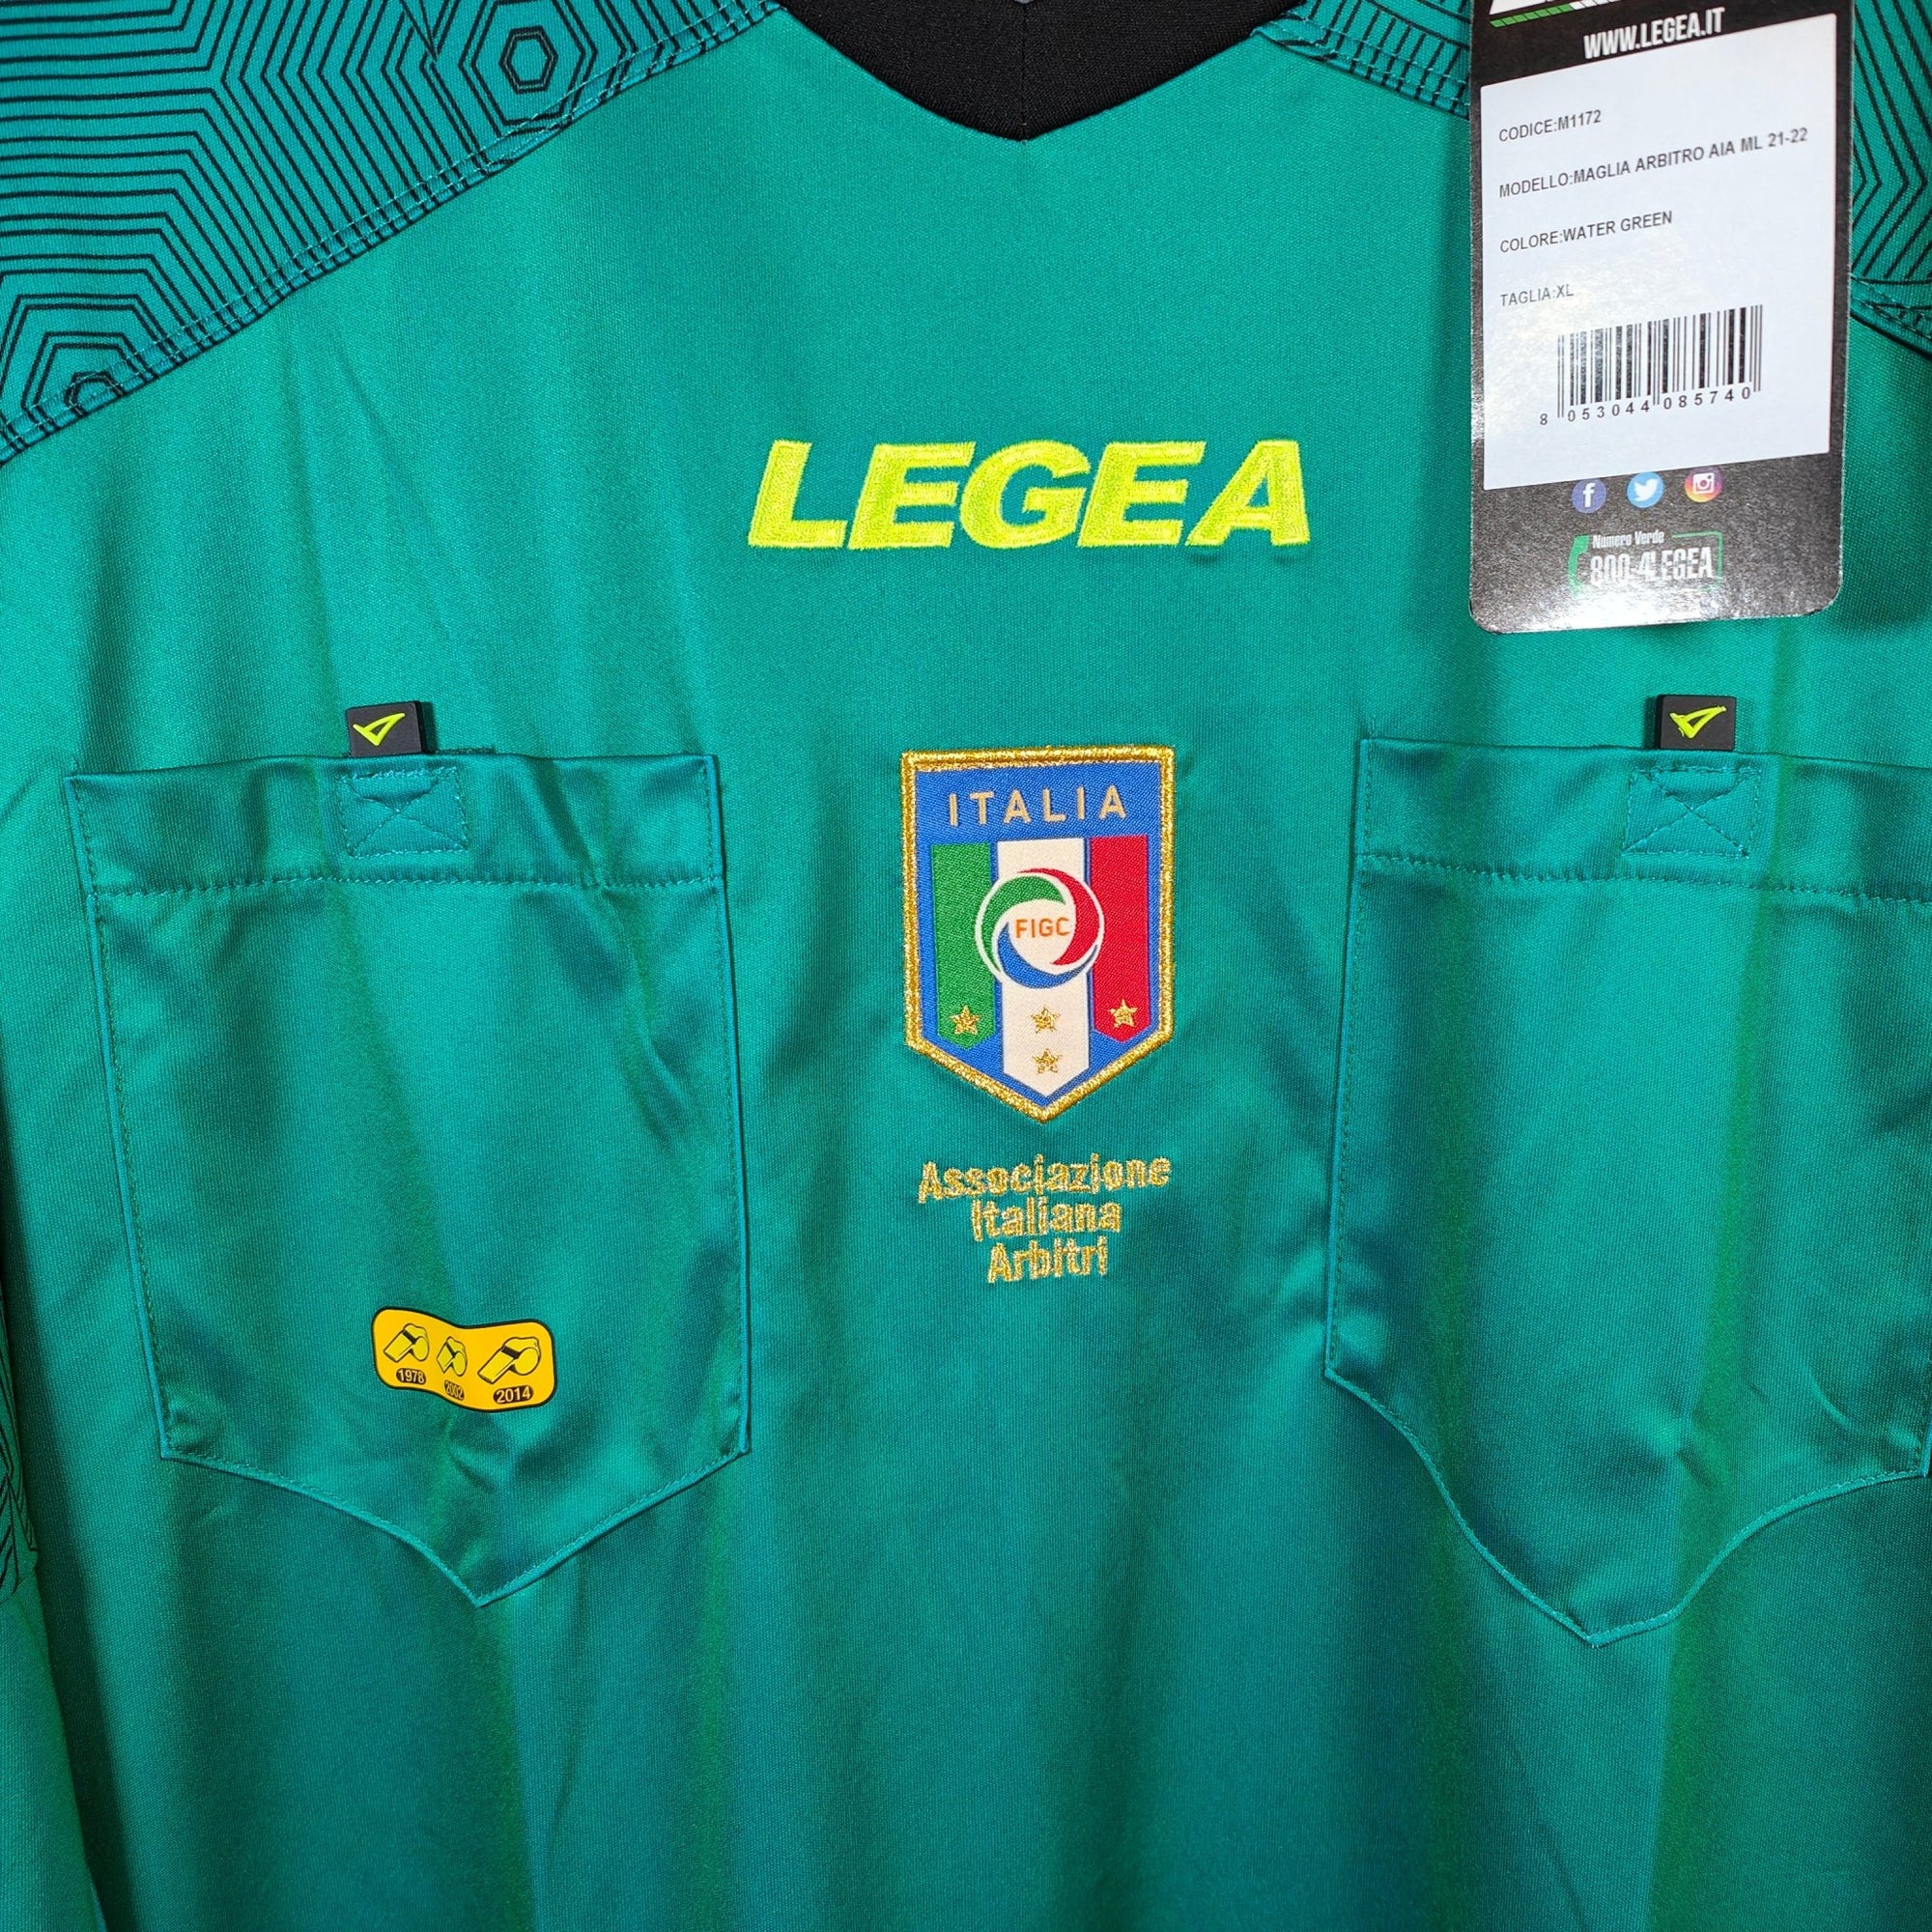 WWW.LEGEA.IT
CODICE:M1172
MODELLO:MAGLIA ARBITRO AIA ML 21-22
COLORE:WATER GREEN
TAGLIA:XL
8 053044 085740
Numero Verde
800-4LEGEA
LEGEA
ITALIA
FIGC
Associazione
Italiana
Arbitri
1978
2002
2014